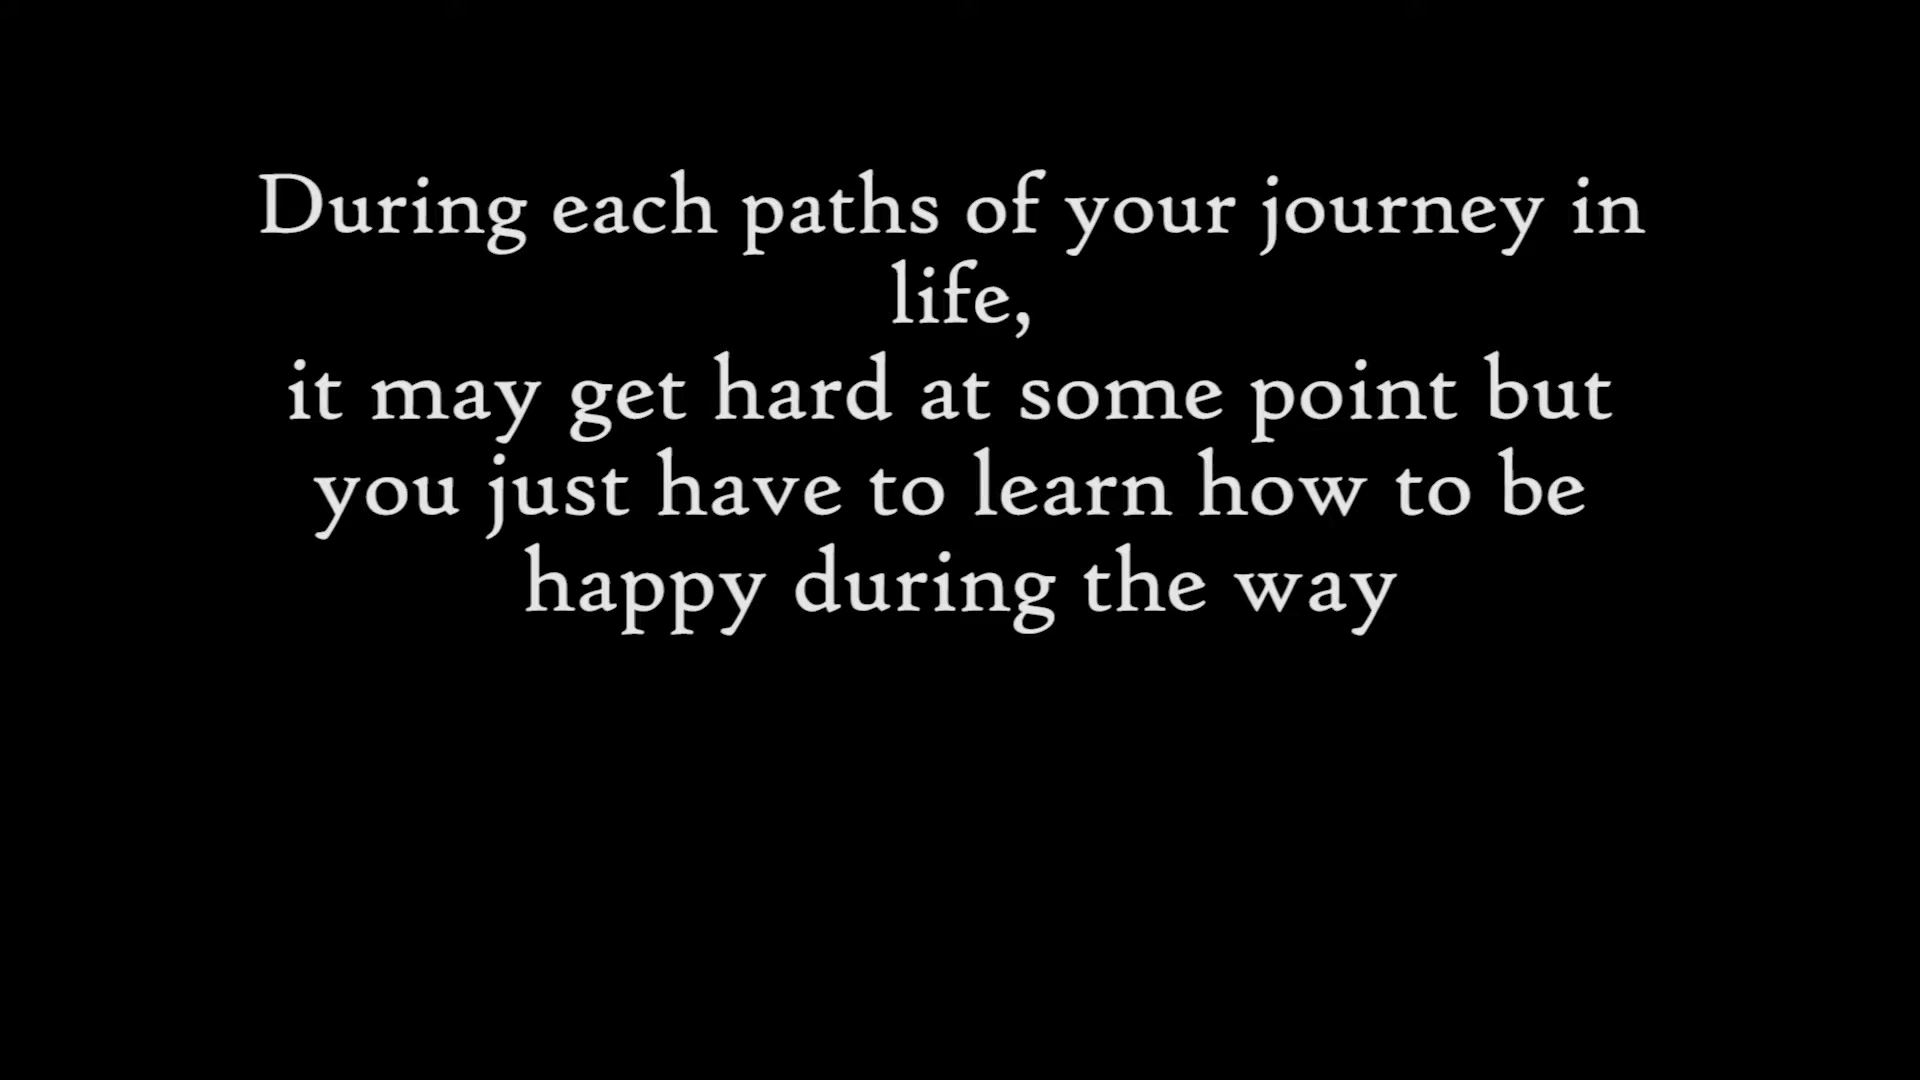 During each paths of your journey in
life,
it may get hard at some point but
you just have to learn how to be
happy during the way